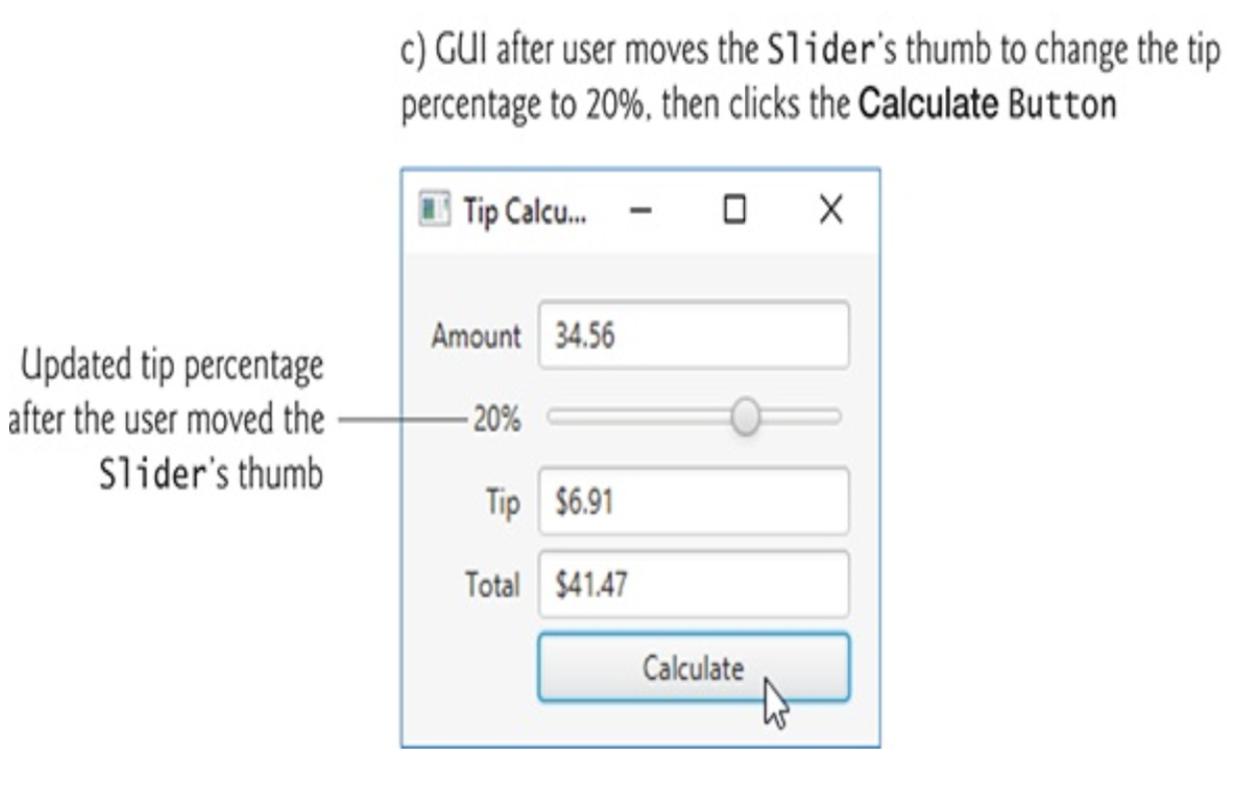 c) GUI after user moves the Slider's thumb to change the tip
percentage to 20%, then clicks the Calculate Button
Tip Calcu...
Amount 34.56
Updated tip percentage
after the user moved the
Slider's thumb
20%
Tip $6.91
Total $41.47
Calculate